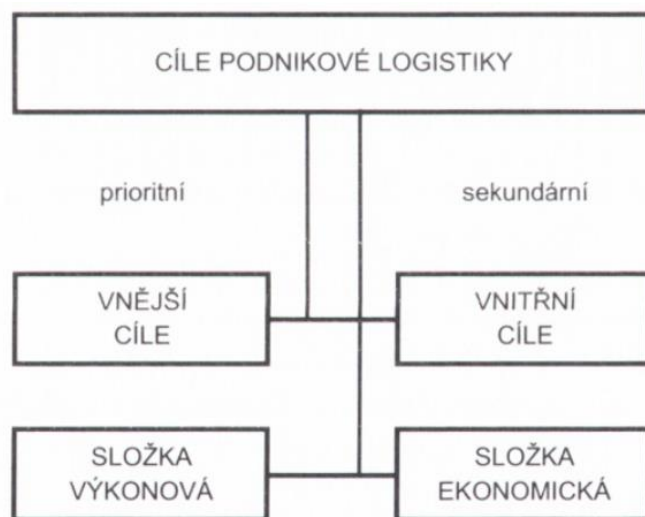 CÍLE PODNIKOVÉ LOGISTIKY
prioritní
sekundární
VNĚJŠÍ
CÍLE
VNITŘNÍ
CÍLE
SLOŽKA
VÝKONOVÁ
SLOŽKA
EKONOMICKÁ